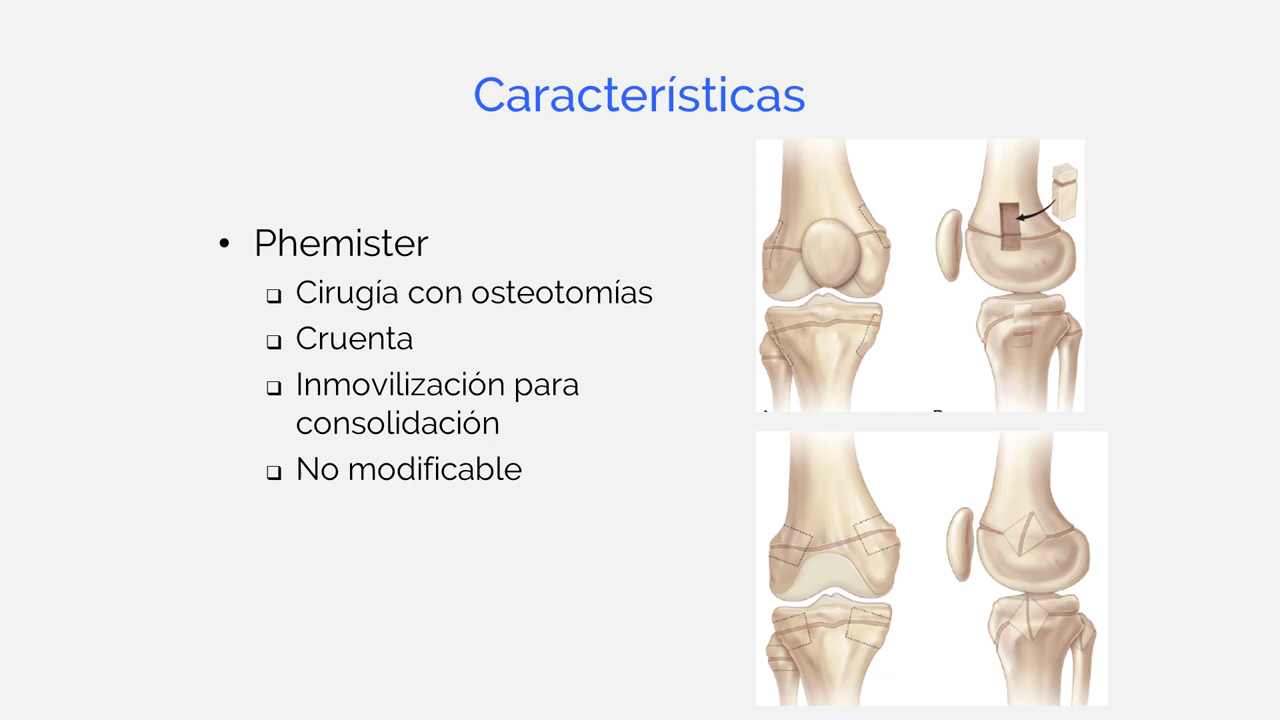 Características
• Phemister
❑ Cirugía con osteotomías
❑ Cruenta
❑ Inmovilización para
consolidación
❑ No modificable